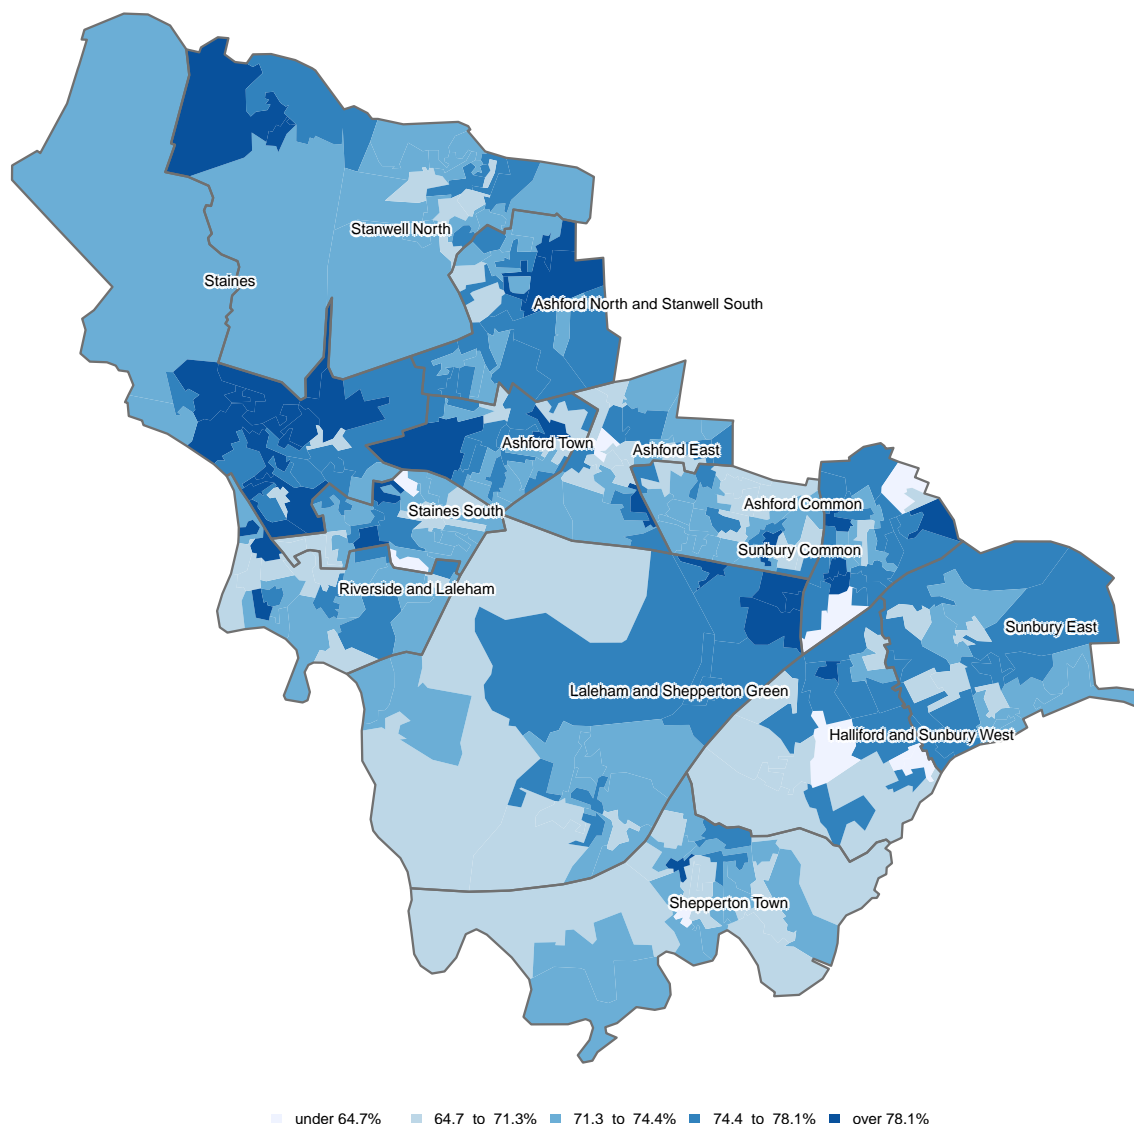 Stanwell North
Staines
Ashford North and Stanwell South
Ashford Town
Ashford East
Ashford Common
Staines South
Sunbury Common
Riverside and Laleham
Sunbury East
Laleham and Shepperton Green
Halliford and Sunbury West
Shepperton Town
under 64.7% 64.7 to 71.3% 71.3 to 74.4% 74.4 to 78.1% over 78.1%